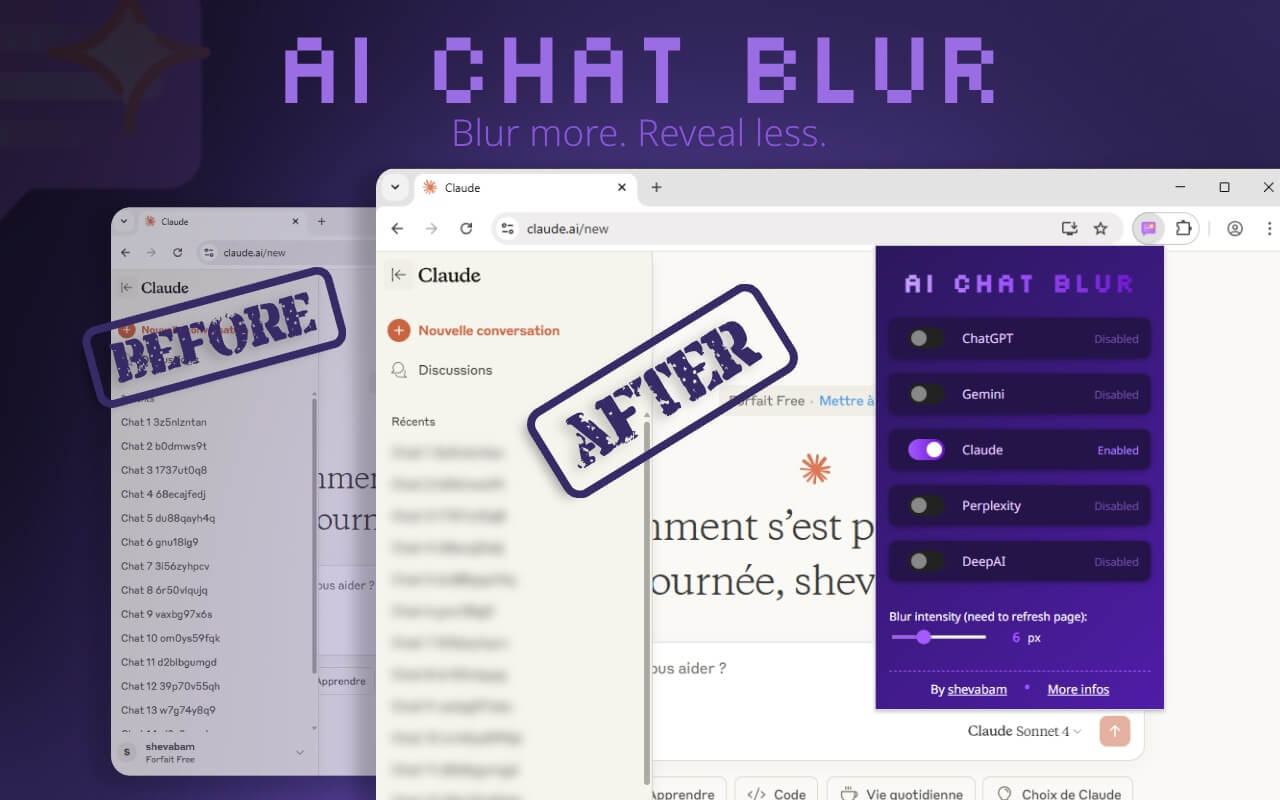 AI CHAT BLUR
Blur more. Reveal less.
Claude
claude.ai/new
Claude
BEFORE
Chat 1 3z5nlzntan
Chat 2 b0dmws9t
Chat 3 1737ut0q8
Chat 4 68ecajfedj
Chat 5 du88qayh4q
Chat 6 gnu18lg9
Chat 7 3i56zyhpcv
Chat 8 6r50vlqujq
Chat 9 vaxbg97x6s
Chat 10 om0ys59fqk
Chat 11 d2blbgumgd
Chat 12 39p70v55qh
Chat 13 w7g74y8q9
S
shevabam
Forfait Free
ous aider ?
Apprendre
Claude
claude.ai/new
Claude
Nouvelle conversation
Discussions
Récents
AFTER
Forfait Free · Mettre à
mment s'est p
ournée, shev
ous aider ?
Claude Sonnet 4
Apprendre
Code
Vie quotidienne
Choix de Claude
AI CHAT BLUR
ChatGPT Disabled
Gemini Disabled
Claude Enabled
Perplexity Disabled
DeepAI Disabled
Blur intensity (need to refresh page):
6 px
By shevabam • More infos